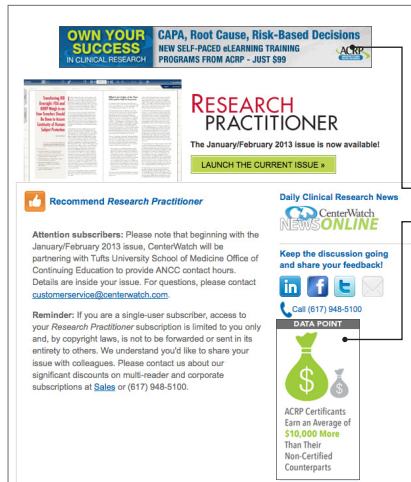 OWN YOUR
SUCCESS
IN CLINICAL RESEARCH
CAPA, Root Cause, Risk-Based Decisions
NEW SELF-PACED eLEARNING TRAINING
PROGRAMS FROM ACRP - JUST $99
ACRP
RESEARCH
PRACTITIONER
The January/February 2013 issue is now available!
LAUNCH THE CURRENT ISSUE »
Recommend Research Practitioner
Attention subscribers: Please note that beginning with the
January/February 2013 issue, CenterWatch will be
partnering with Tufts University School of Medicine Office of
Continuing Education to provide ANCC contact hours.
Details are inside your issue. For questions, please contact
customerservice@centerwatch.com.
Reminder: If you are a single-user subscriber, access to
your Research Practitioner subscription is limited to you only
and, by copyright laws, is not to be forwarded or sent in its
entirety to others. We understand you'd like to share your
issue with colleagues. Please contact us about our
significant discounts on multi-reader and corporate
subscriptions at Sales or (617) 948-5100.
Daily Clinical Research News
CenterWatch
NEWS ONLINE
Keep the discussion going
and share your feedback!
in f t
Call (617) 948-5100
DATA POINT
$ $
ACRP Certificants
Earn an Average of
$10,000 More
Than Their
Non-Certified
Counterparts